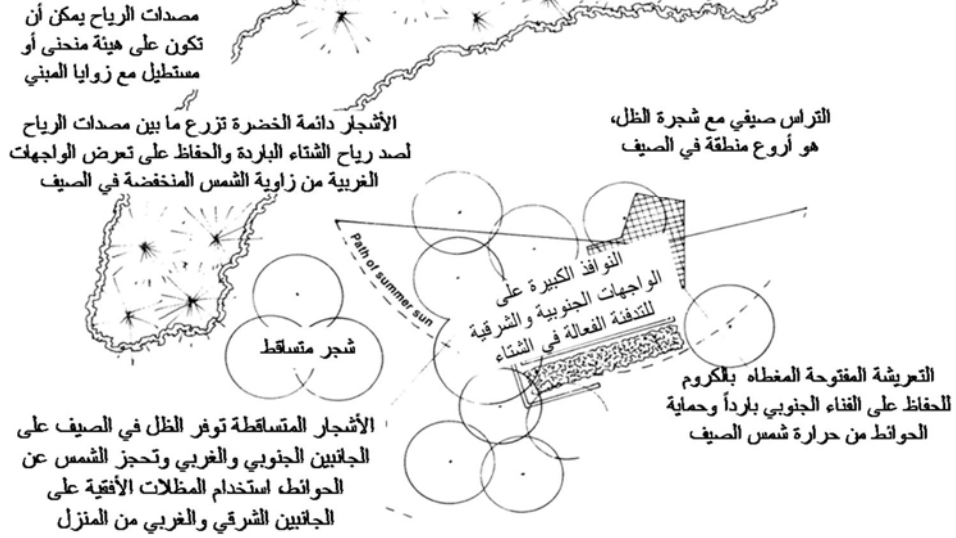 مصدات الرياح يمكن أن
تكون على هيئة منحنى أو
مستطيل مع زوايا المبني
الأشجار دائمة الخضرة تزرع ما بين مصدات الرياح
لصد رياح الشتاء الباردة والحفاظ على تعرض الواجهات
الغربية من زاوية الشمس المنخفضة في الصيف
التراس صيفي مع شجرة الظل،
هو أروع منطقة في الصيف
Path of summer sun
النوافذ الكبيرة على
الواجهات الجنوبية والشرقية
للتدفئة الفعالة في الشتاء
شجر متساقط
التعريشة المفتوحة المغطاه بالكروم
للحفاظ على الفناء الجنوبي بارداً وحماية
الحوائط من حرارة شمس الصيف
الأشجار المتساقطة توفر الظل في الصيف على
الجانبين الجنوبي والغربي وتحجز الشمس عن
الحوائط، استخدام المظلات الأفقية على
الجانبين الشرقي والغربي من المنزل